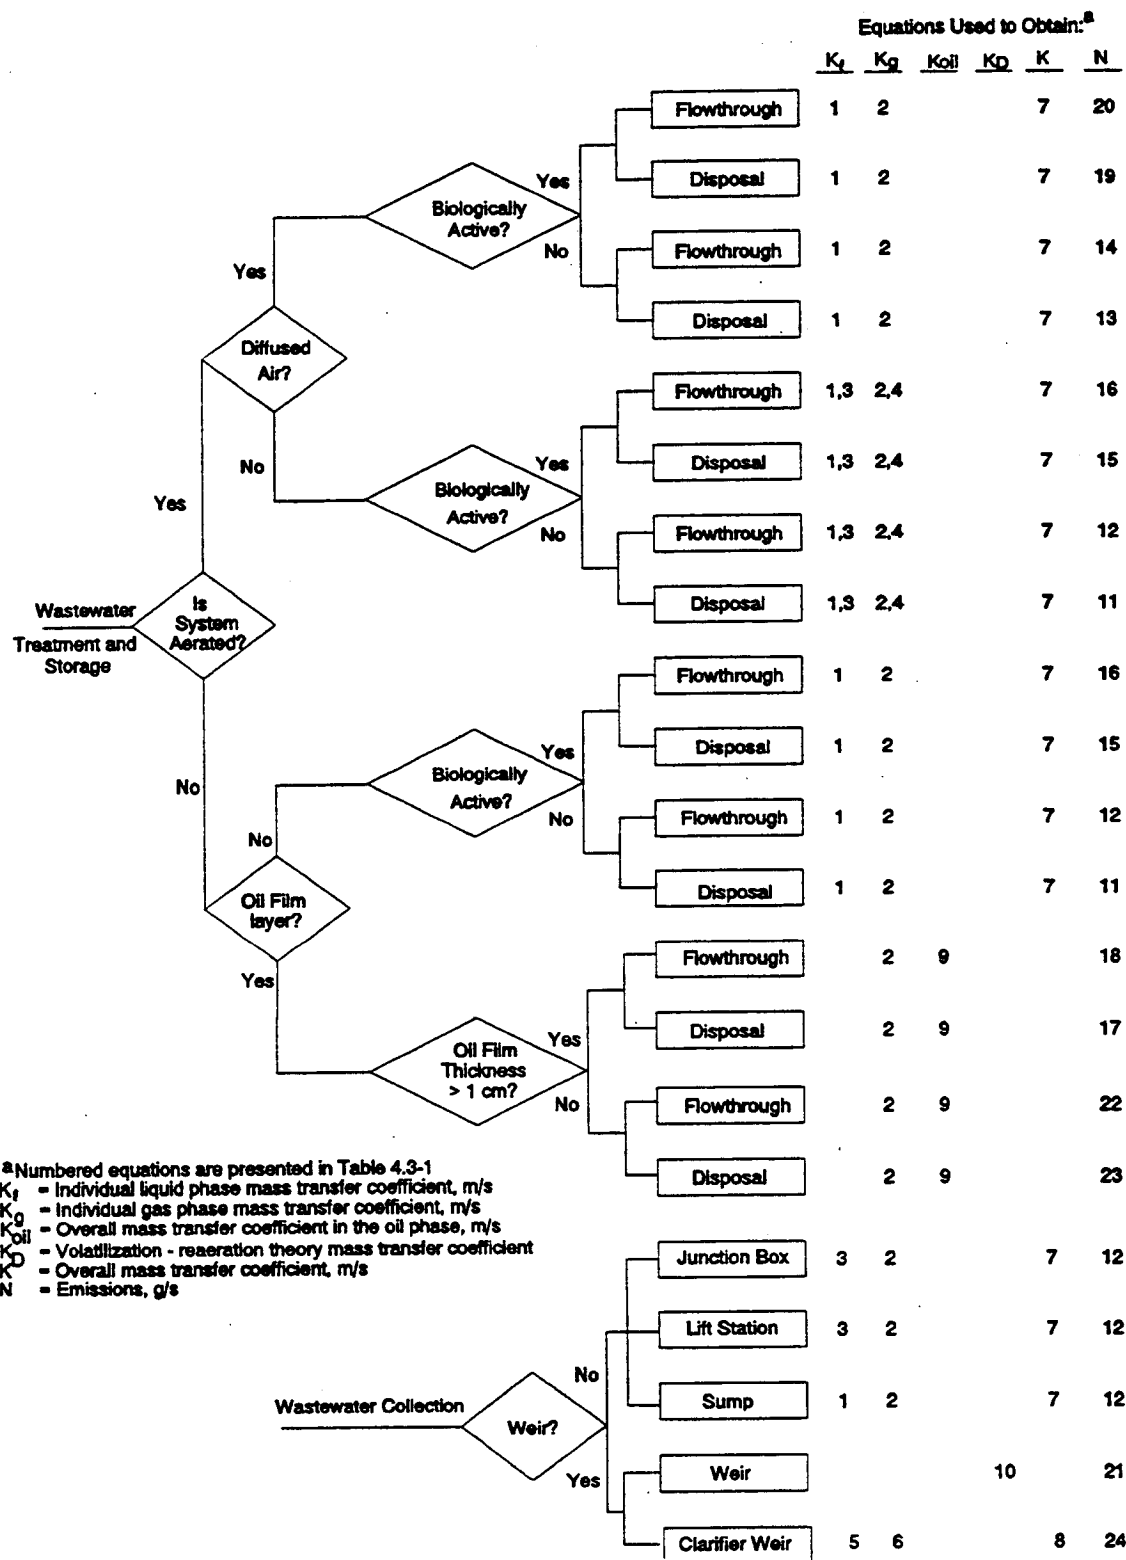 Equations Used to Obtain:a
Kℓ Kg Koil KD K N
Flowthrough 1 2 7 20
Yes
Disposal 1 2 7 19
Biologically
Active?
No
Flowthrough 1 2 7 14
Yes
Disposal 1 2 7 13
Diffused
Air?
Flowthrough 1,3 2,4 7 16
No
Yes
Disposal 1,3 2,4 7 15
Biologically
Active?
Yes
No
Flowthrough 1,3 2,4 7 12
Disposal 1,3 2,4 7 11
Wastewater
Treatment and
Storage
Is
System
Aerated?
Flowthrough 1 2 7 16
Yes
Disposal 1 2 7 15
Biologically
Active?
No
No
Flowthrough 1 2 7 12
No
Disposal 1 2 7 11
Oil Film
layer?
Flowthrough 2 9 18
Yes
Disposal 2 9 17
Yes
Oil Film
Thickness
> 1 cm?
No
Flowthrough 2 9 22
Disposal 2 9 23
aNumbered equations are presented in Table 4.3-1
Kℓ = Individual liquid phase mass transfer coefficient, m/s
Kg = Individual gas phase mass transfer coefficient, m/s
Koil = Overall mass transfer coefficient in the oil phase, m/s
KD = Volatilization - reaeration theory mass transfer coefficient
K = Overall mass transfer coefficient, m/s
N = Emissions, g/s
Junction Box 3 2 7 12
Lift Station 3 2 7 12
No
Sump 1 2 7 12
Wastewater Collection
Weir?
Yes
Weir 10 21
Clarifier Weir 5 6 8 24